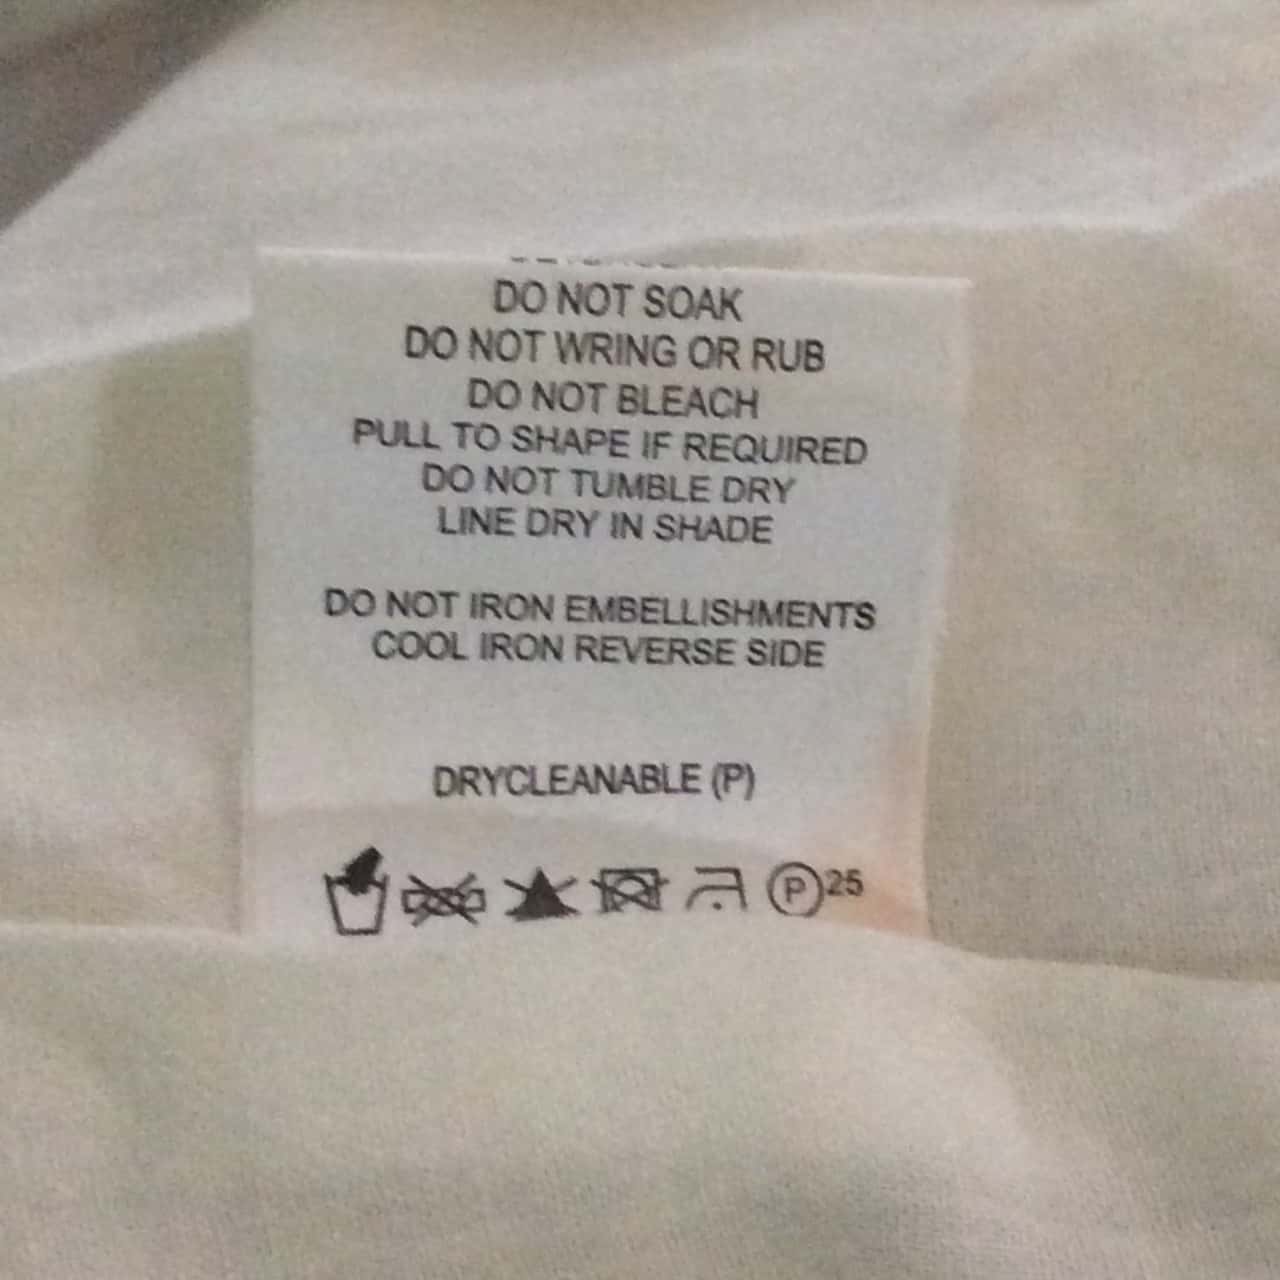 DO NOT SOAK
DO NOT WRING OR RUB
DO NOT BLEACH
PULL TO SHAPE IF REQUIRED
DO NOT TUMBLE DRY
LINE DRY IN SHADE
DO NOT IRON EMBELLISHMENTS
COOL IRON REVERSE SIDE
DRYCLEANABLE (P)
P 25